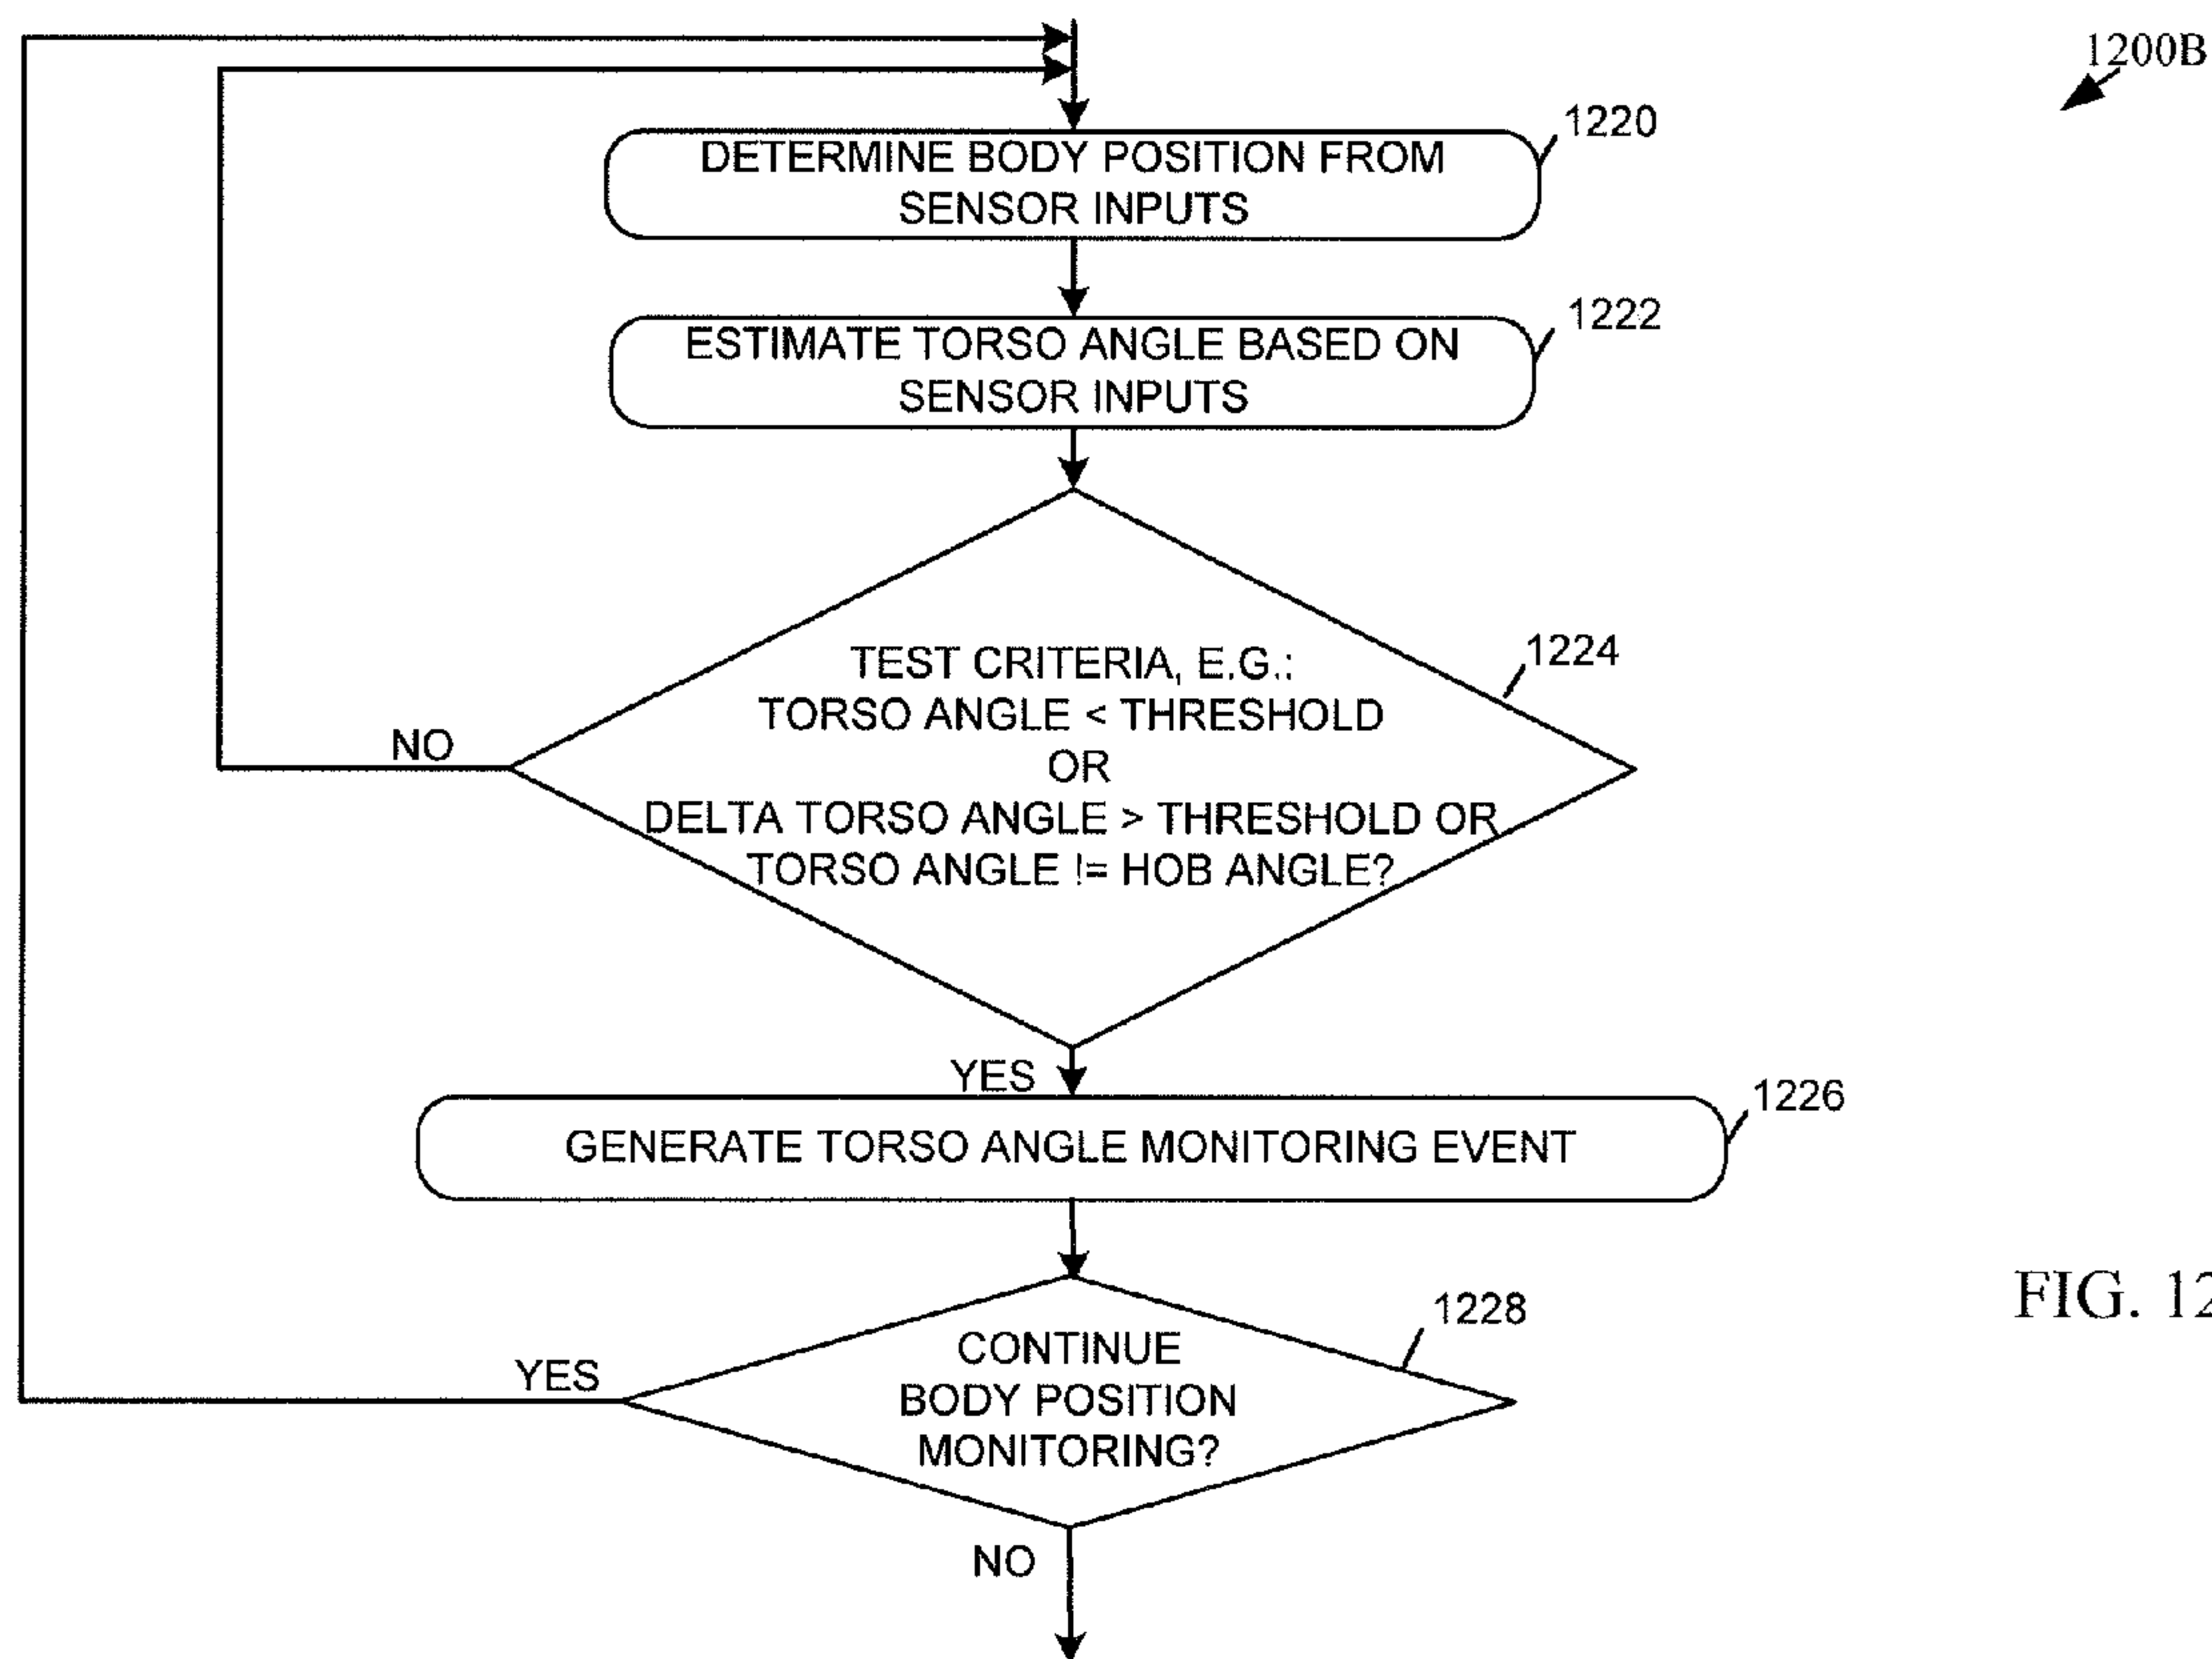 1200B
1220
DETERMINE BODY POSITION FROM
SENSOR INPUTS
1222
ESTIMATE TORSO ANGLE BASED ON
SENSOR INPUTS
1224
TEST CRITERIA, E.G.:
TORSO ANGLE < THRESHOLD
OR
DELTA TORSO ANGLE > THRESHOLD OR
TORSO ANGLE != HOB ANGLE?
NO
YES
1226
GENERATE TORSO ANGLE MONITORING EVENT
1228
CONTINUE
BODY POSITION
MONITORING?
YES
NO
FIG. 12